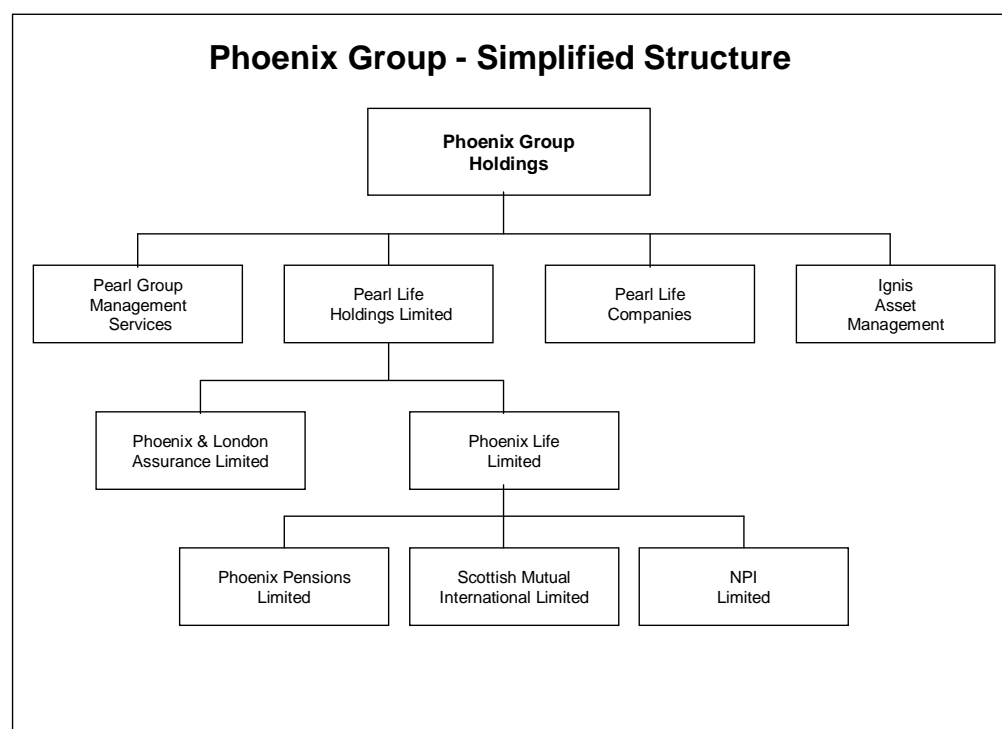 Phoenix Group - Simplified Structure
Phoenix Group
Holdings
Pearl Group
Management
Services
Pearl Life
Holdings Limited
Pearl Life
Companies
Ignis
Asset
Management
Phoenix & London
Assurance Limited
Phoenix Life
Limited
Phoenix Pensions
Limited
Scottish Mutual
International Limited
NPI
Limited